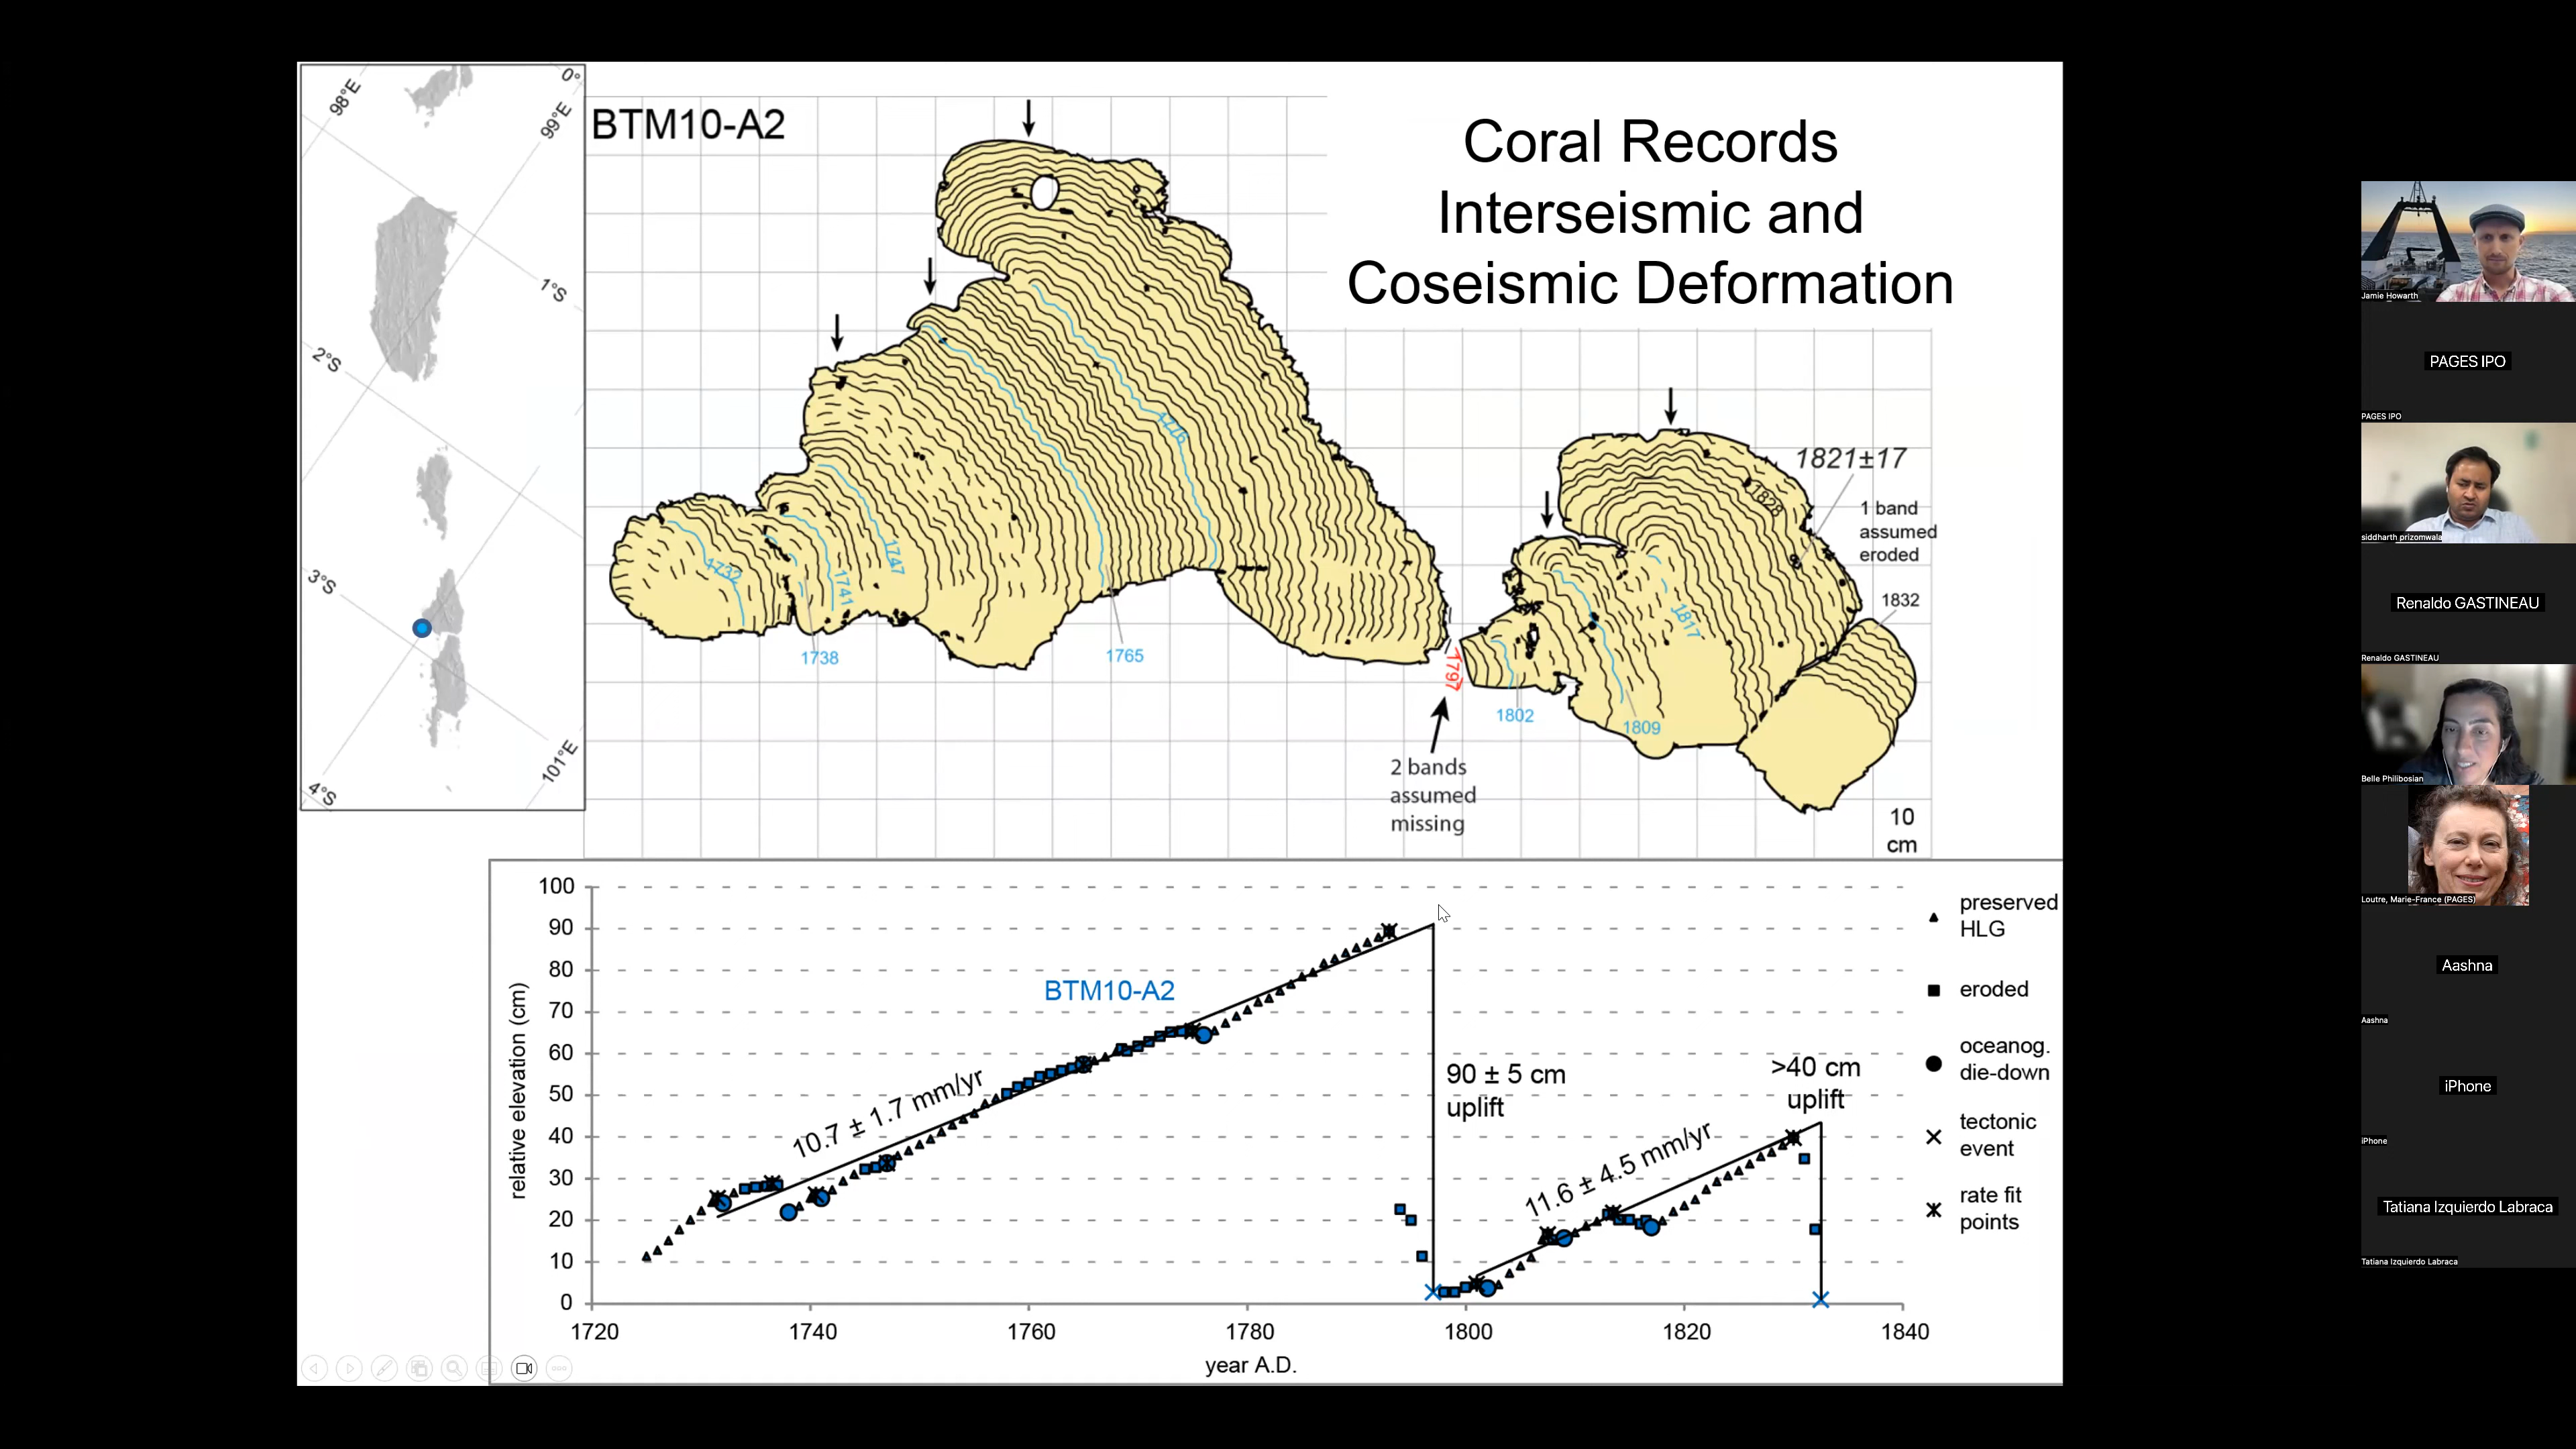 98°E
0°
99°E
1°S
2°S
3°S
4°S
101°E
BTM10-A2
Coral Records
Interseismic and
Coseismic Deformation
1732
1738
1741
1747
1765
1776
1797
2 bands
assumed
missing
1802
1809
1817
1828
1821±17
1 band
assumed
eroded
1832
10
cm
100
90
80
70
60
50
40
30
20
10
0
relative elevation (cm)
1720
1740
1760
1780
1800
1820
1840
year A.D.
BTM10-A2
10.7 ± 1.7 mm/yr
90 ± 5 cm
uplift
11.6 ± 4.5 mm/yr
>40 cm
uplift
preserved
HLG
eroded
oceanog.
die-down
tectonic
event
rate fit
points
Jamie Howarth
PAGES IPO
PAGES IPO
siddharth prizomwala
Renaldo GASTINEAU
Renaldo GASTINEAU
Belle Philibosian
Loutre, Marie-France (PAGES)
Aashna
Aashna
iPhone
iPhone
Tatiana Izquierdo Labraca
Tatiana Izquierdo Labraca